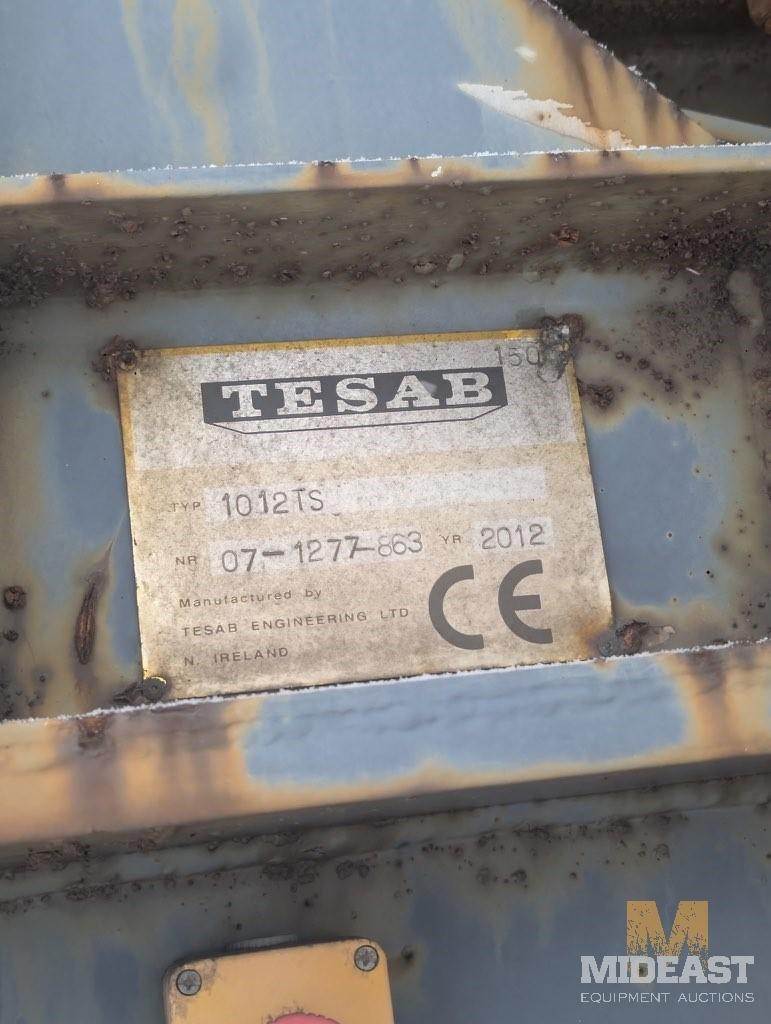 150
TESAB
TYP 1012TS
NR 07-1277-863 YR 2012
Manufactured by
TESAB ENGINEERING LTD
N. IRELAND
CE
M
MIDEAST
EQUIPMENT AUCTIONS